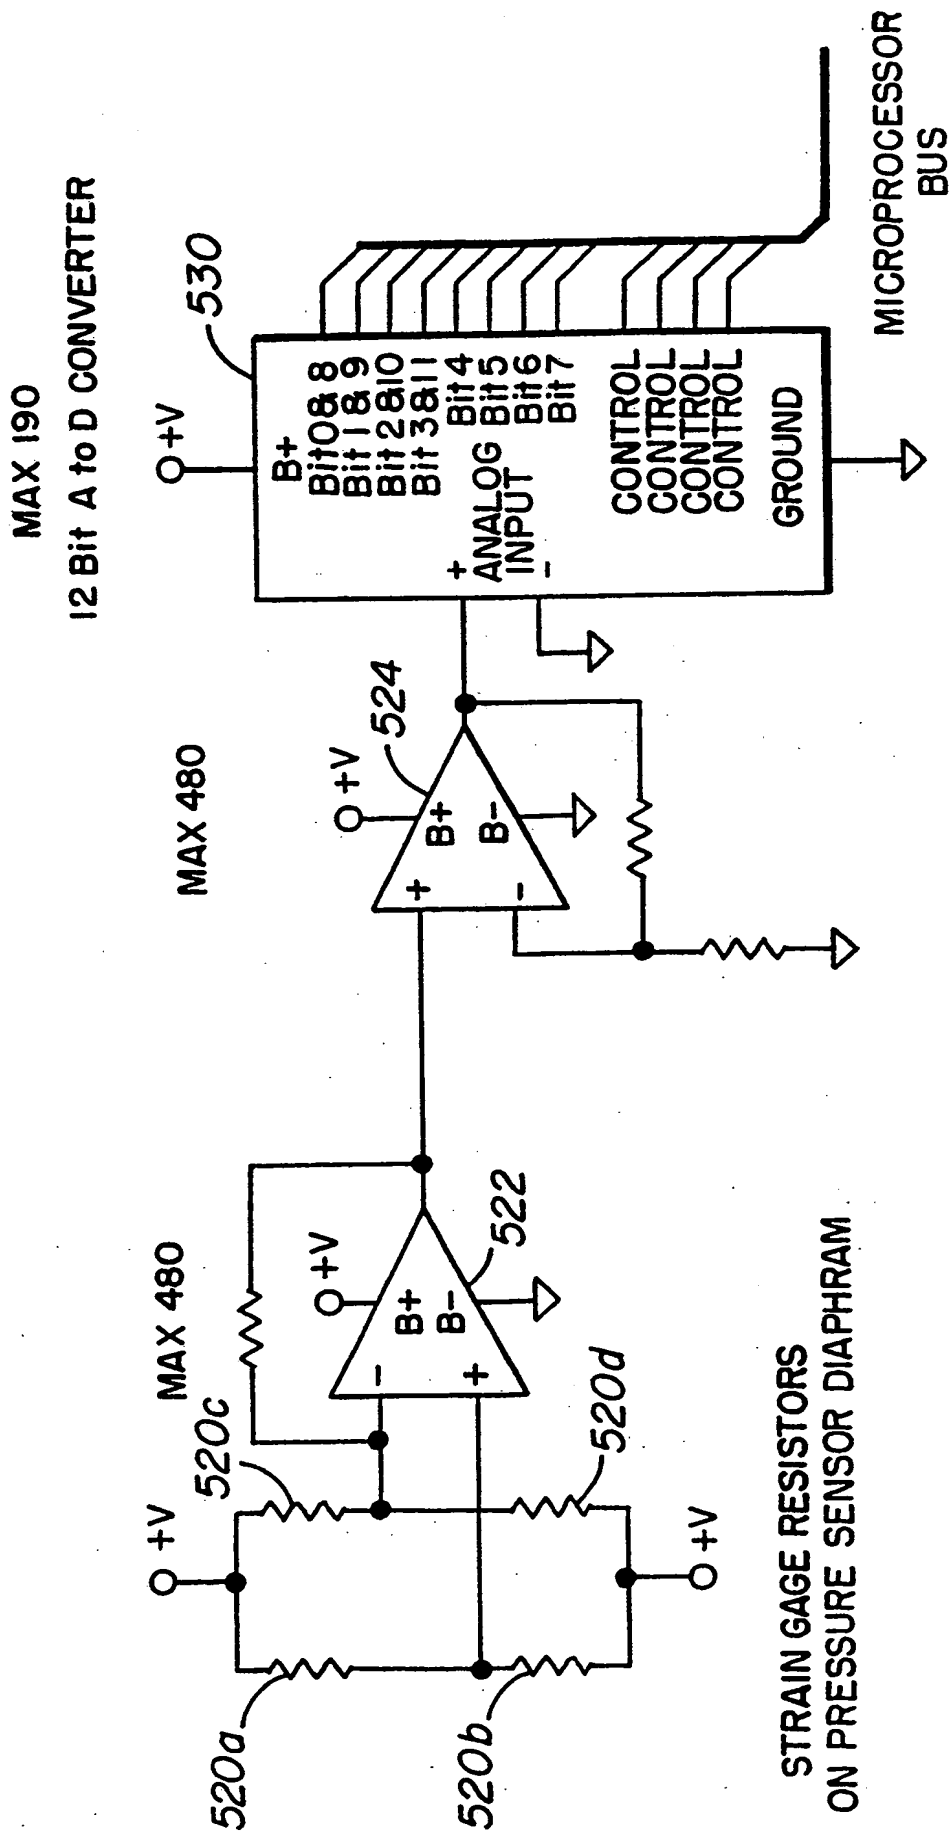 MAX 190
12 Bit A to D CONVERTER
530
+V
B+
Bit 0 & 8
Bit 1 & 9
Bit 2 & 10
Bit 3 & 11
Bit 4
Bit 5
Bit 6
Bit 7
+
ANALOG
INPUT
-
CONTROL
CONTROL
CONTROL
CONTROL
GROUND
MICROPROCESSOR
BUS
MAX 480
524
+V
B+
B-
+
-
MAX 480
522
+V
B+
B-
-
+
+V
520c
520a
520d
520b
+V
STRAIN GAGE RESISTORS
ON PRESSURE SENSOR DIAPHRAM